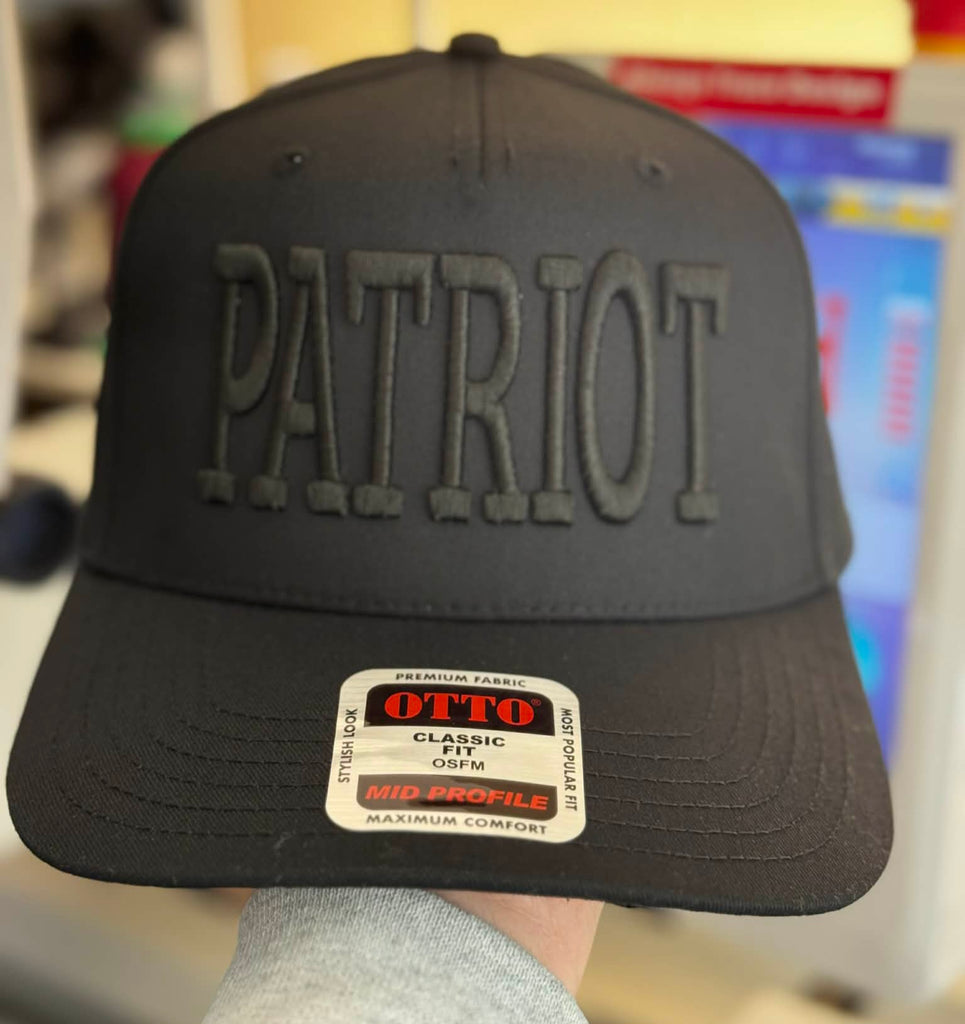 PATRIOT
PREMIUM FABRIC
OTTO®
STYLISH LOOK
CLASSIC
FIT
OSFM
MOST POPULAR FIT
MID PROFILE
MAXIMUM COMFORT